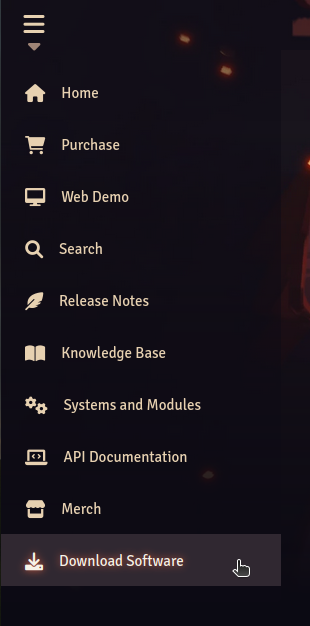 Home
Purchase
Web Demo
Search
Release Notes
Knowledge Base
Systems and Modules
API Documentation
Merch
Download Software